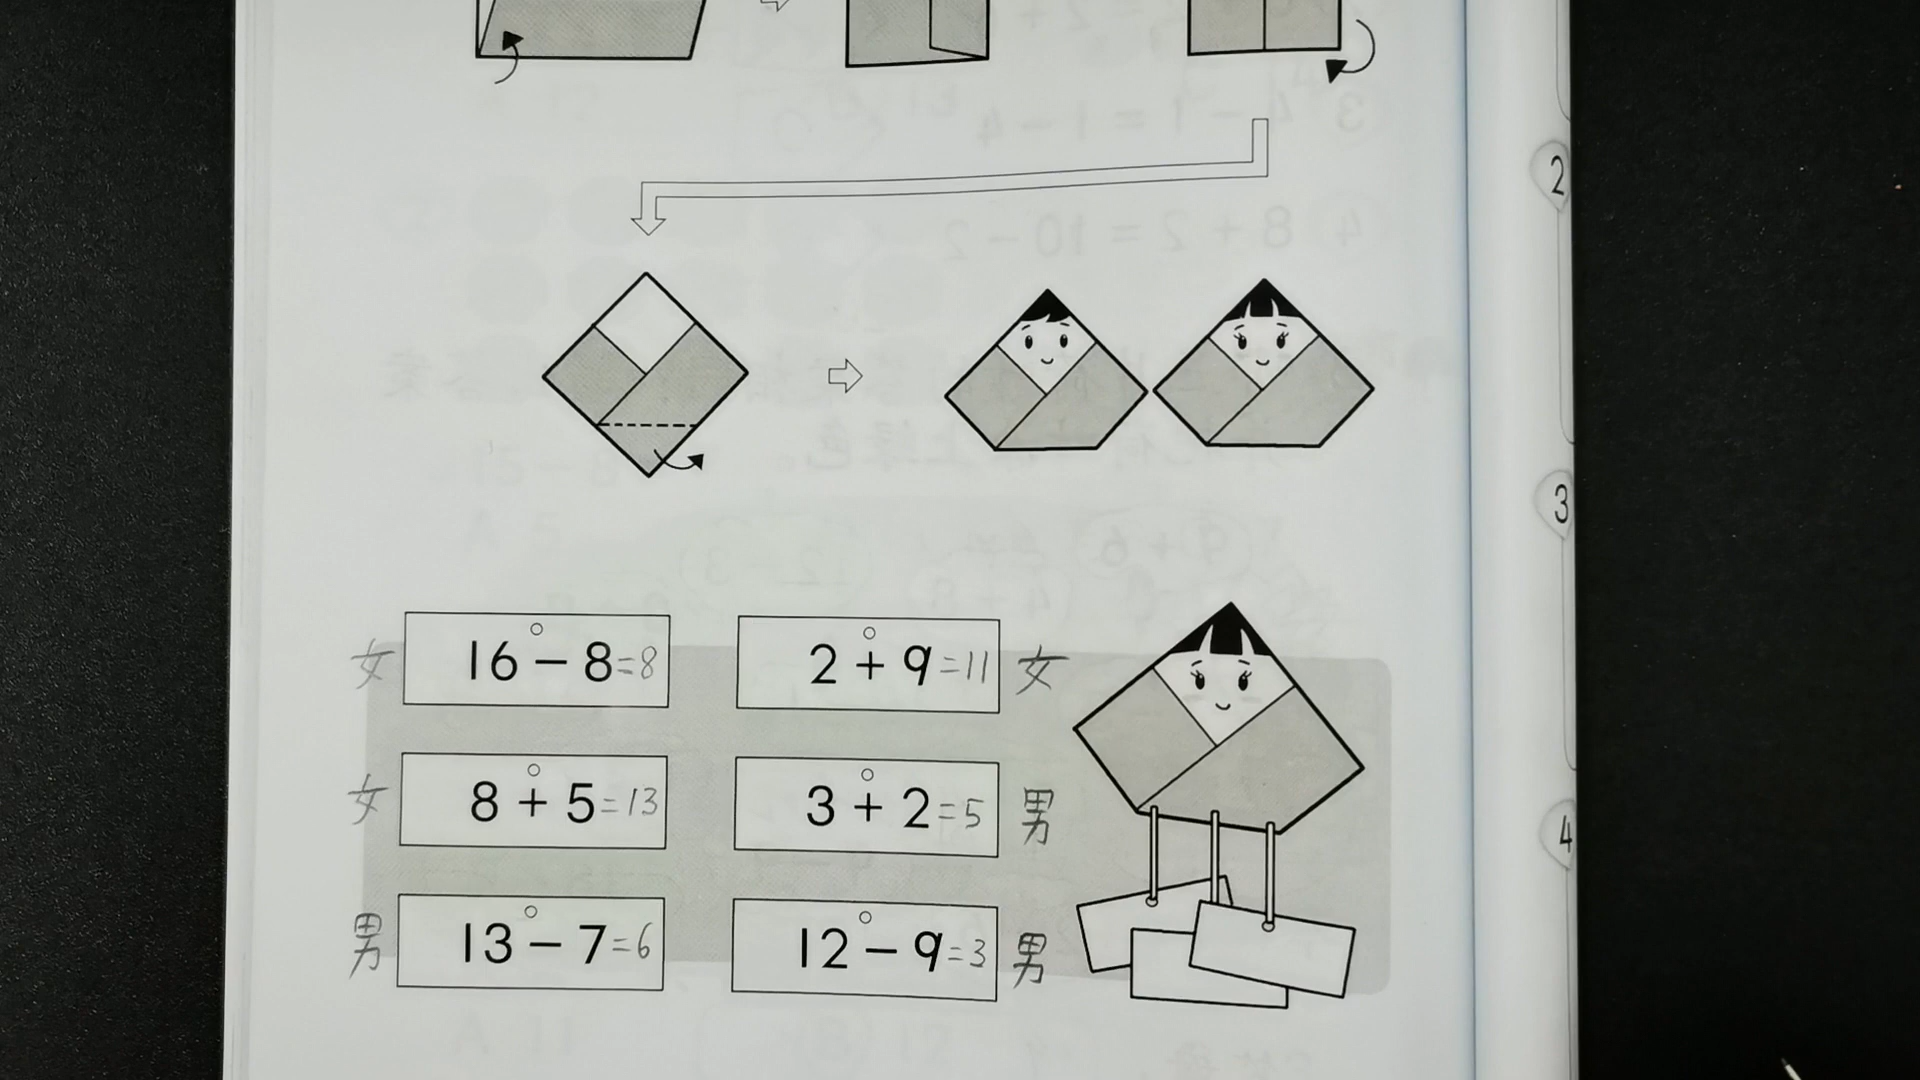 2
3
4
女 16 − 8 =8
2 + 9 =11 女
女 8 + 5 =13
3 + 2 =5 男
男 13 − 7 =6
12 − 9 =3 男